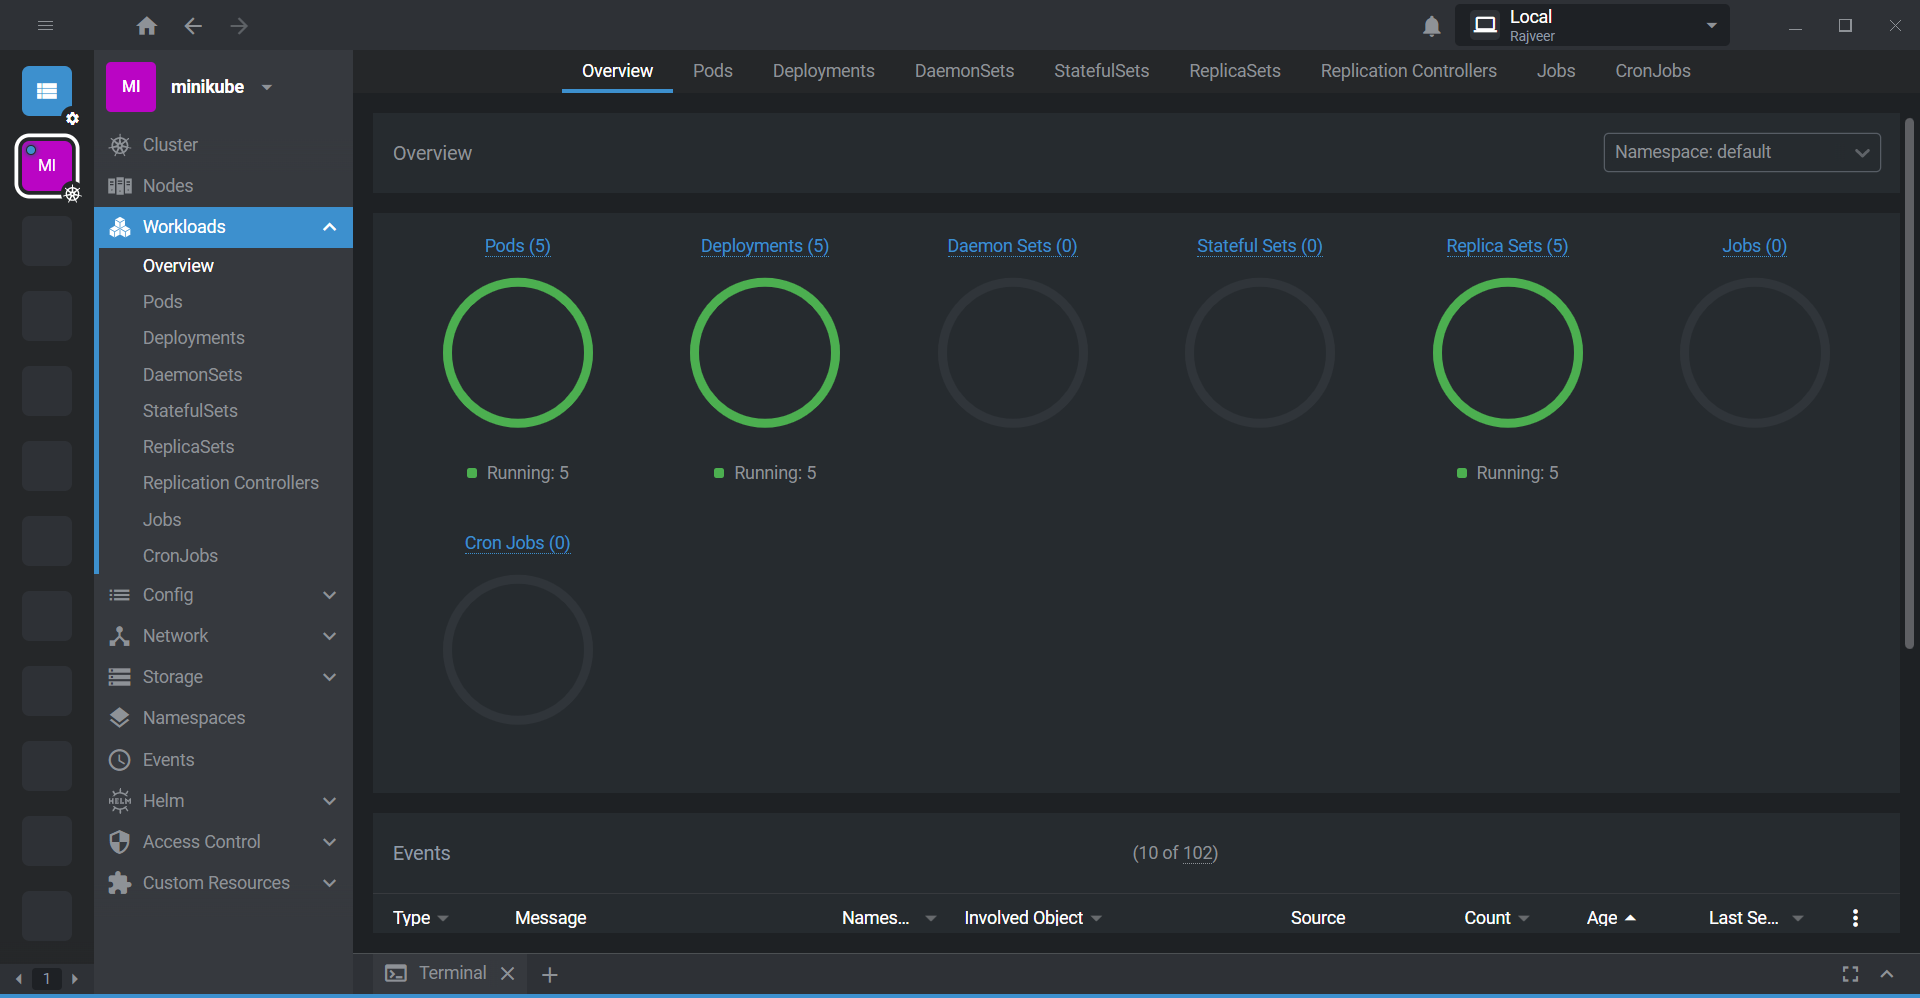 Local
Rajveer
MI
minikube
MI
Cluster
Nodes
Workloads
Overview
Pods
Deployments
DaemonSets
StatefulSets
ReplicaSets
Replication Controllers
Jobs
CronJobs
Config
Network
Storage
Namespaces
Events
HELM
Helm
Access Control
Custom Resources
1
Overview Pods Deployments DaemonSets StatefulSets ReplicaSets Replication Controllers Jobs CronJobs
Overview
Namespace: default
Pods (5) Deployments (5) Daemon Sets (0) Stateful Sets (0) Replica Sets (5) Jobs (0)
Running: 5 Running: 5 Running: 5
Cron Jobs (0)
Events (10 of 102)
Type Message Names... Involved Object Source Count Age Last Se...
Terminal